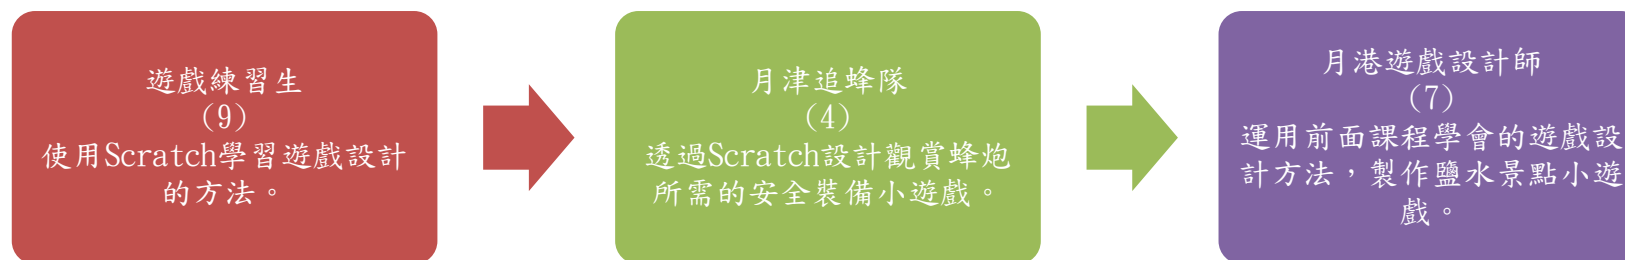 遊戲練習生
(9)
使用Scratch學習遊戲設計
的方法。
月津追蜂隊
(4)
透過Scratch設計觀賞蜂炮
所需的安全裝備小遊戲。
月港遊戲設計師
(7)
運用前面課程學會的遊戲設
計方法，製作鹽水景點小遊
戲。